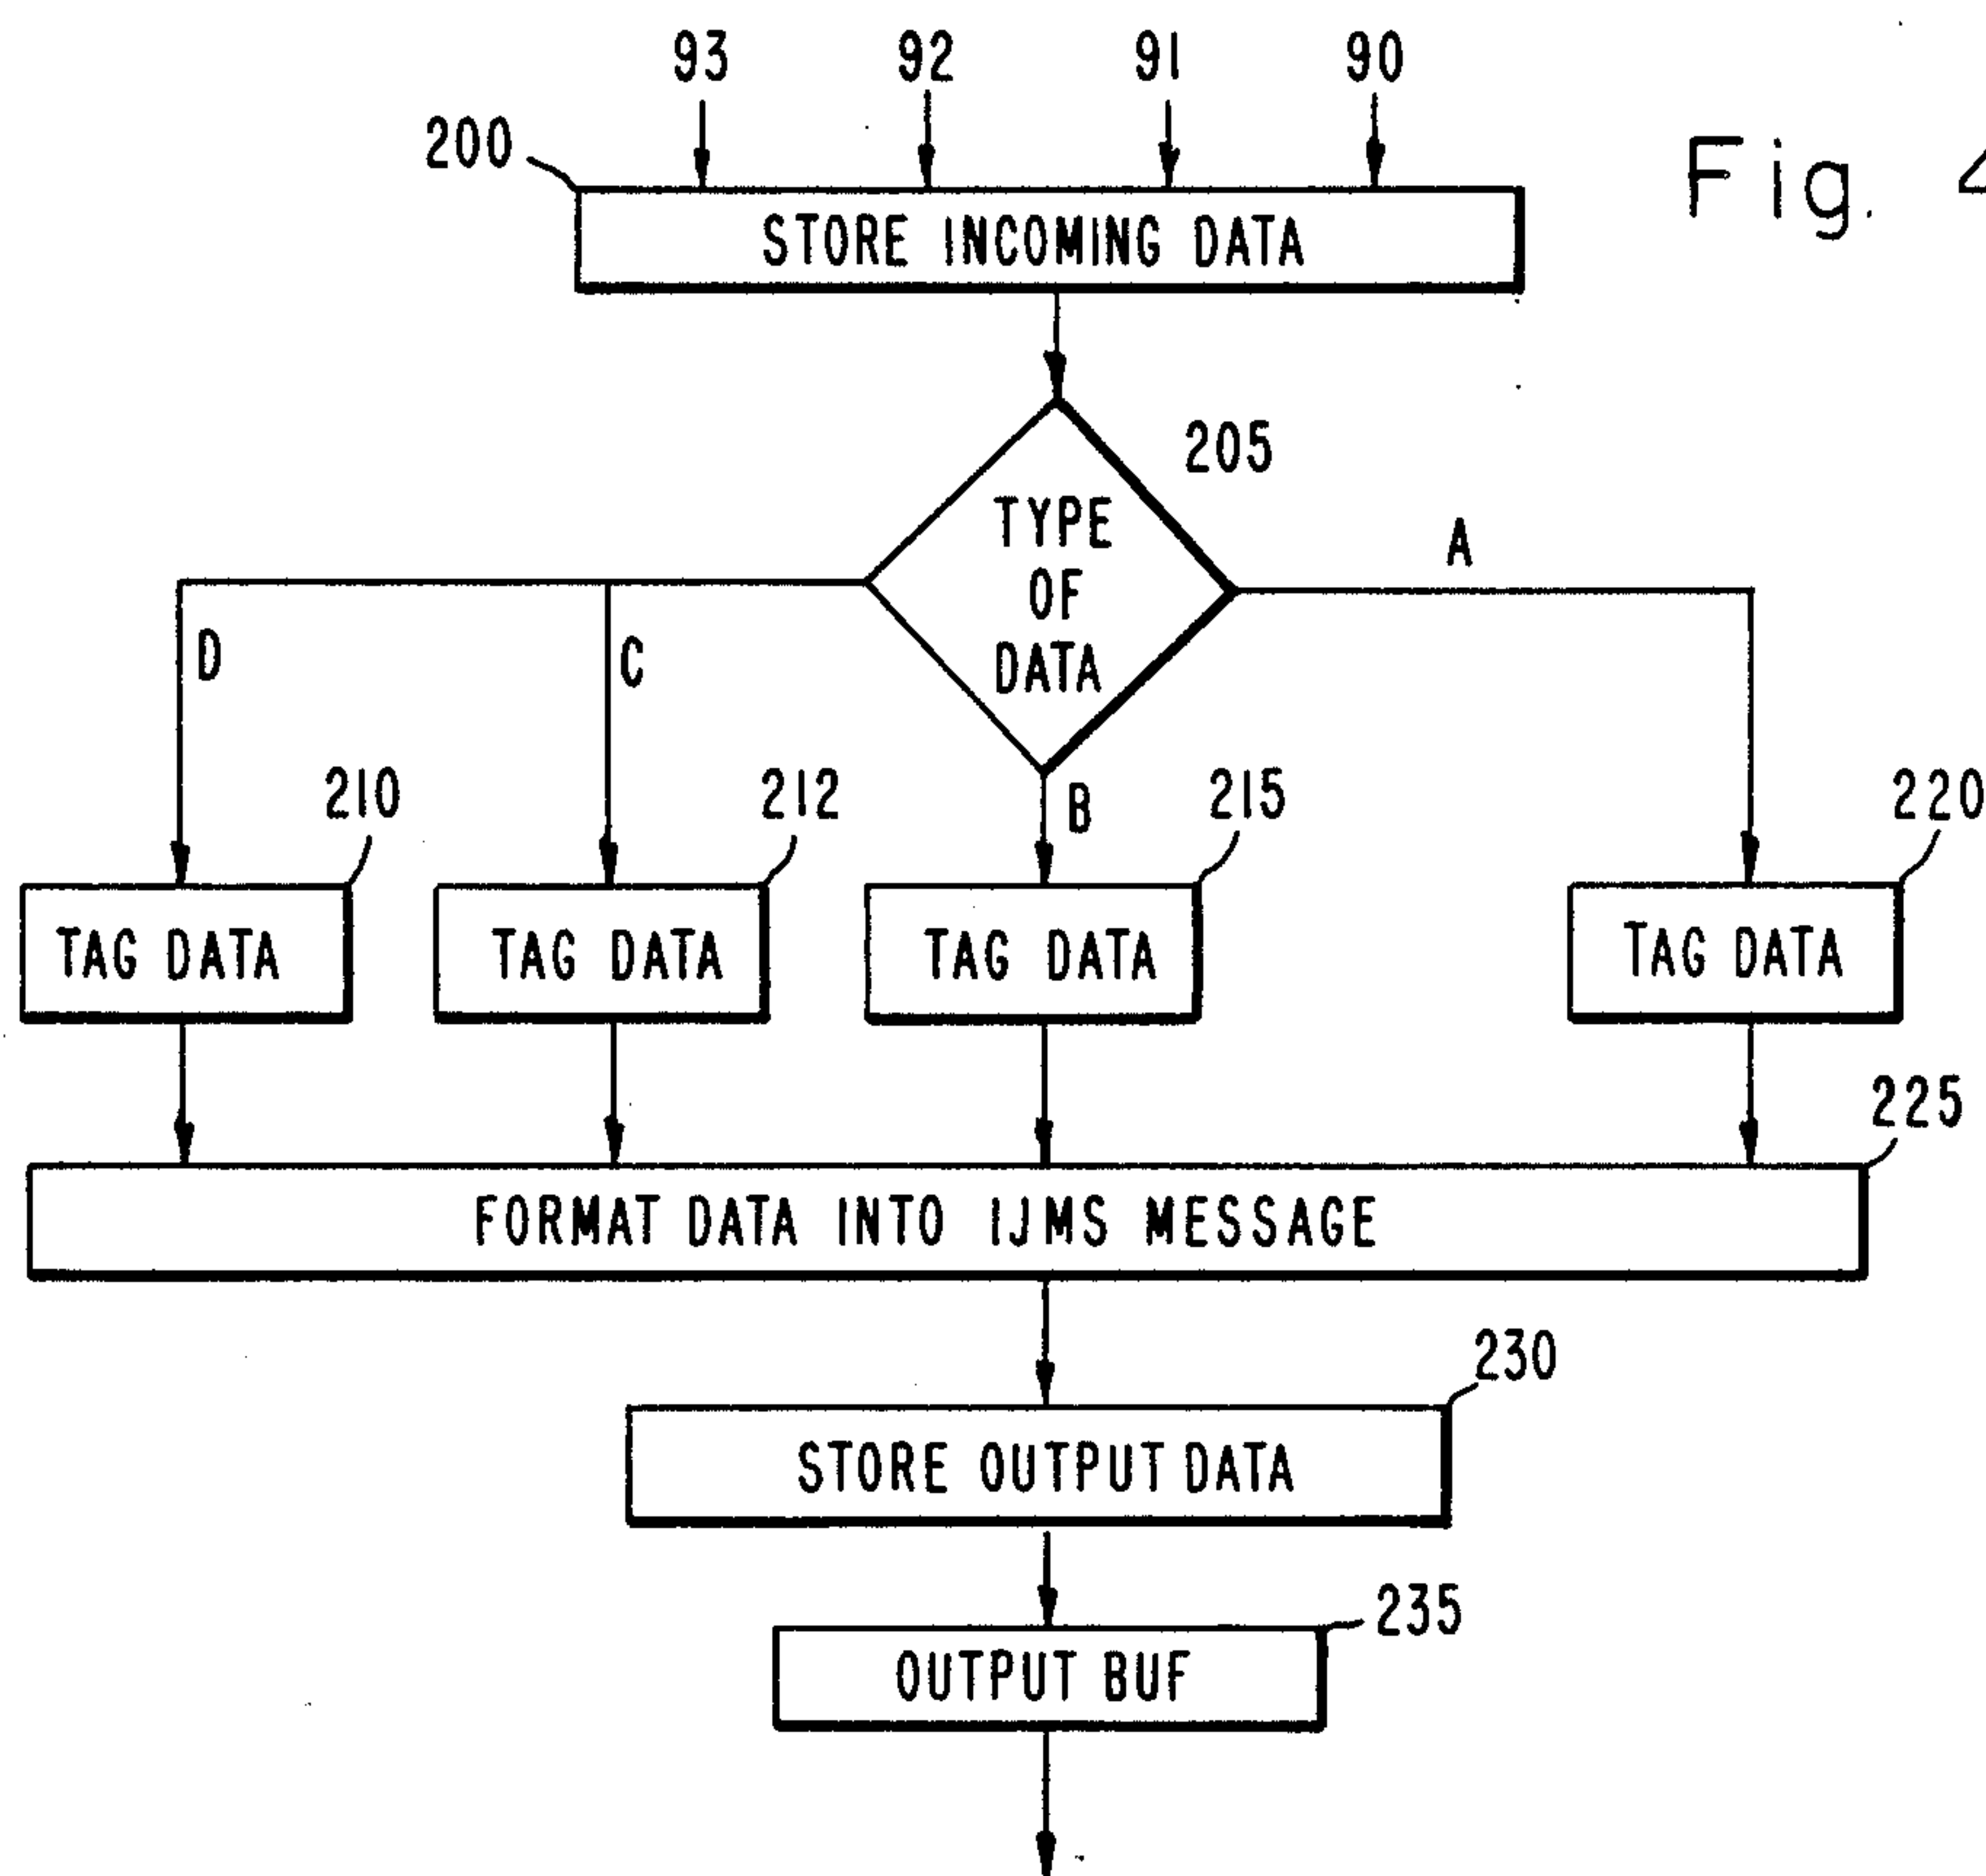 93 92 91 90
200
Fig. 4
STORE INCOMING DATA
205
TYPE
OF
DATA
A
D
C
B
210
212
215
220
TAG DATA
TAG DATA
TAG DATA
TAG DATA
225
FORMAT DATA INTO IJMS MESSAGE
230
STORE OUTPUT DATA
235
OUTPUT BUF